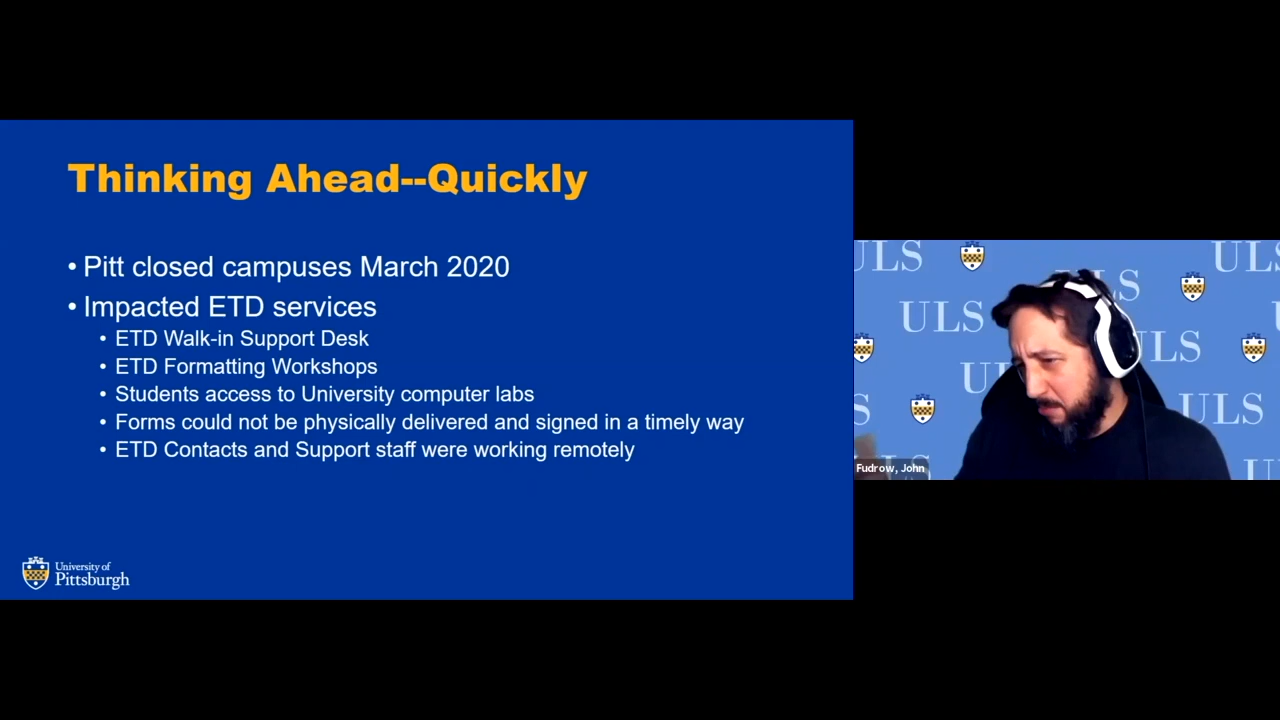 Thinking Ahead--Quickly
• Pitt closed campuses March 2020
• Impacted ETD services
• ETD Walk-in Support Desk
• ETD Formatting Workshops
• Students access to University computer labs
• Forms could not be physically delivered and signed in a timely way
• ETD Contacts and Support staff were working remotely
University of
Pittsburgh
ULS
ULS
ULS
ULS
ULS
ULS
ULS
Fudrow, John